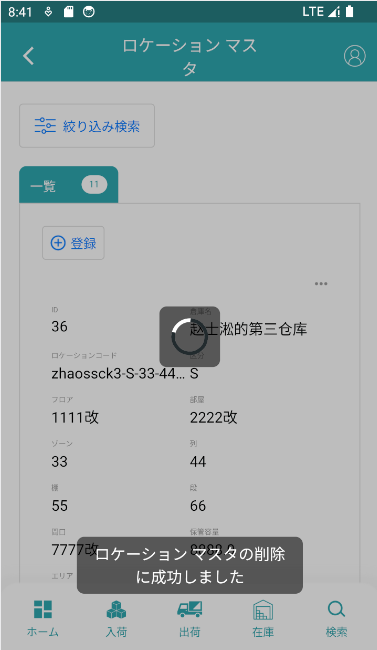 8:41 LTE
ロケーション マス
タ
絞り込み検索
一覧 11
登録
ID
36 赵士淞的第三仓库
ロケーションコード
zhaossck3-S-33-44... S
フロア 部屋
1111改 2222改
ゾーン 列
33 44
棚 段
55 66
間口 保管容量
7777改
エリア
ロケーション マスタの削除
に成功しました
ホーム 入荷 出荷 在庫 検索